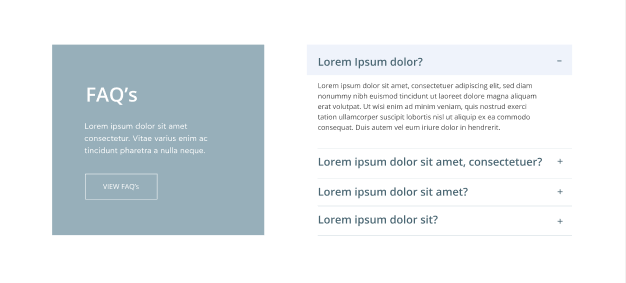 FAQ's
Lorem ipsum dolor sit amet
consectetur. Vitae varius enim ac
tincidunt pharetra a nulla neque.
VIEW FAQ's
Lorem Ipsum dolor?
−
Lorem ipsum dolor sit amet, consectetuer adipiscing elit, sed diam
nonummy nibh euismod tincidunt ut laoreet dolore magna aliquam
erat volutpat. Ut wisi enim ad minim veniam, quis nostrud exerci
tation ullamcorper suscipit lobortis nisl ut aliquip ex ea commodo
consequat. Duis autem vel eum iriure dolor in hendrerit.
Lorem ipsum dolor sit amet, consectetuer?
+
Lorem ipsum dolor sit amet?
+
Lorem ipsum dolor sit?
+